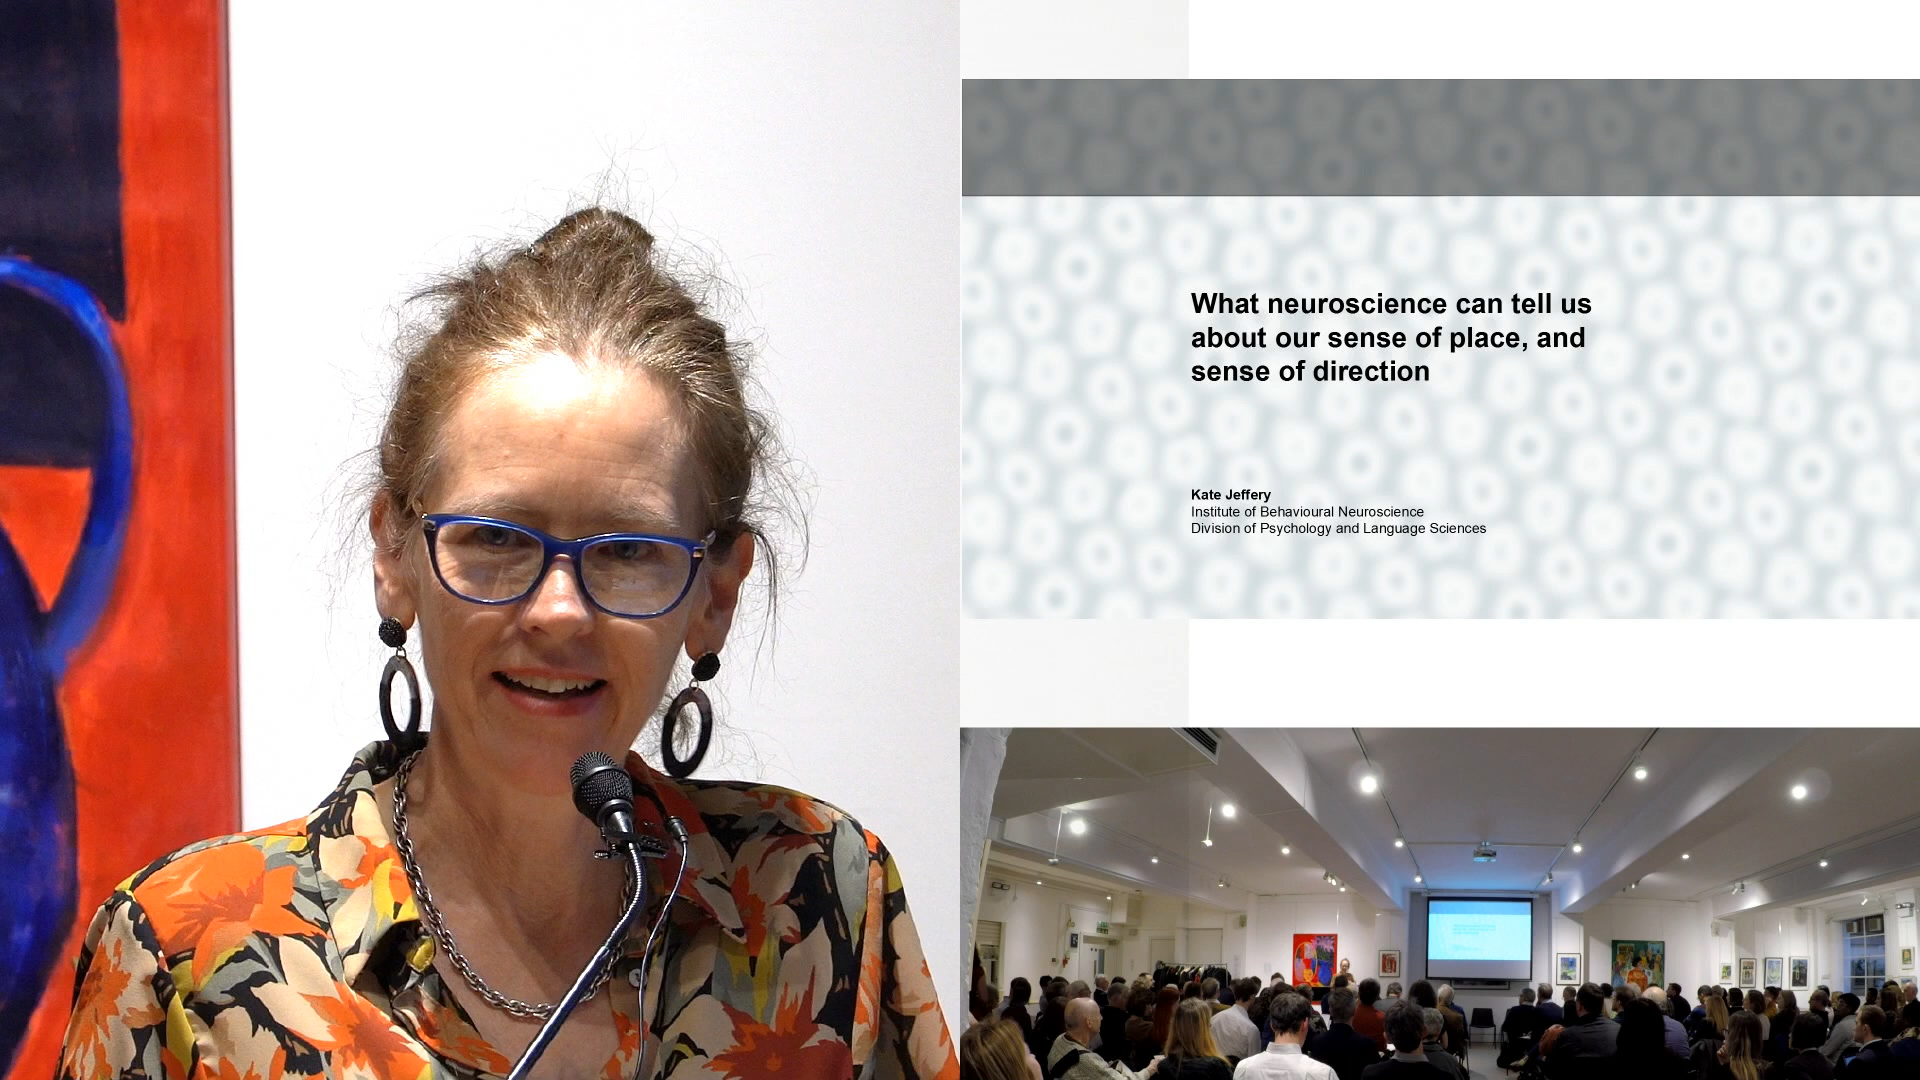 What neuroscience can tell us
about our sense of place, and
sense of direction
Kate Jeffery
Institute of Behavioural Neuroscience
Division of Psychology and Language Sciences